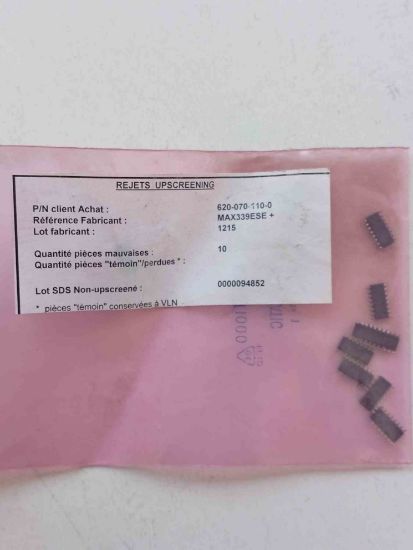 REJETS UPSCREENING
P/N client Achat : 620-070-110-0
Référence Fabricant : MAX339ESE +
Lot fabricant : 1215
Quantité pièces mauvaises : 10
Quantité pièces "témoin"/perdues * :
Lot SDS Non-upscreené : 0000094852
* pièces "témoin" conservées à VLN